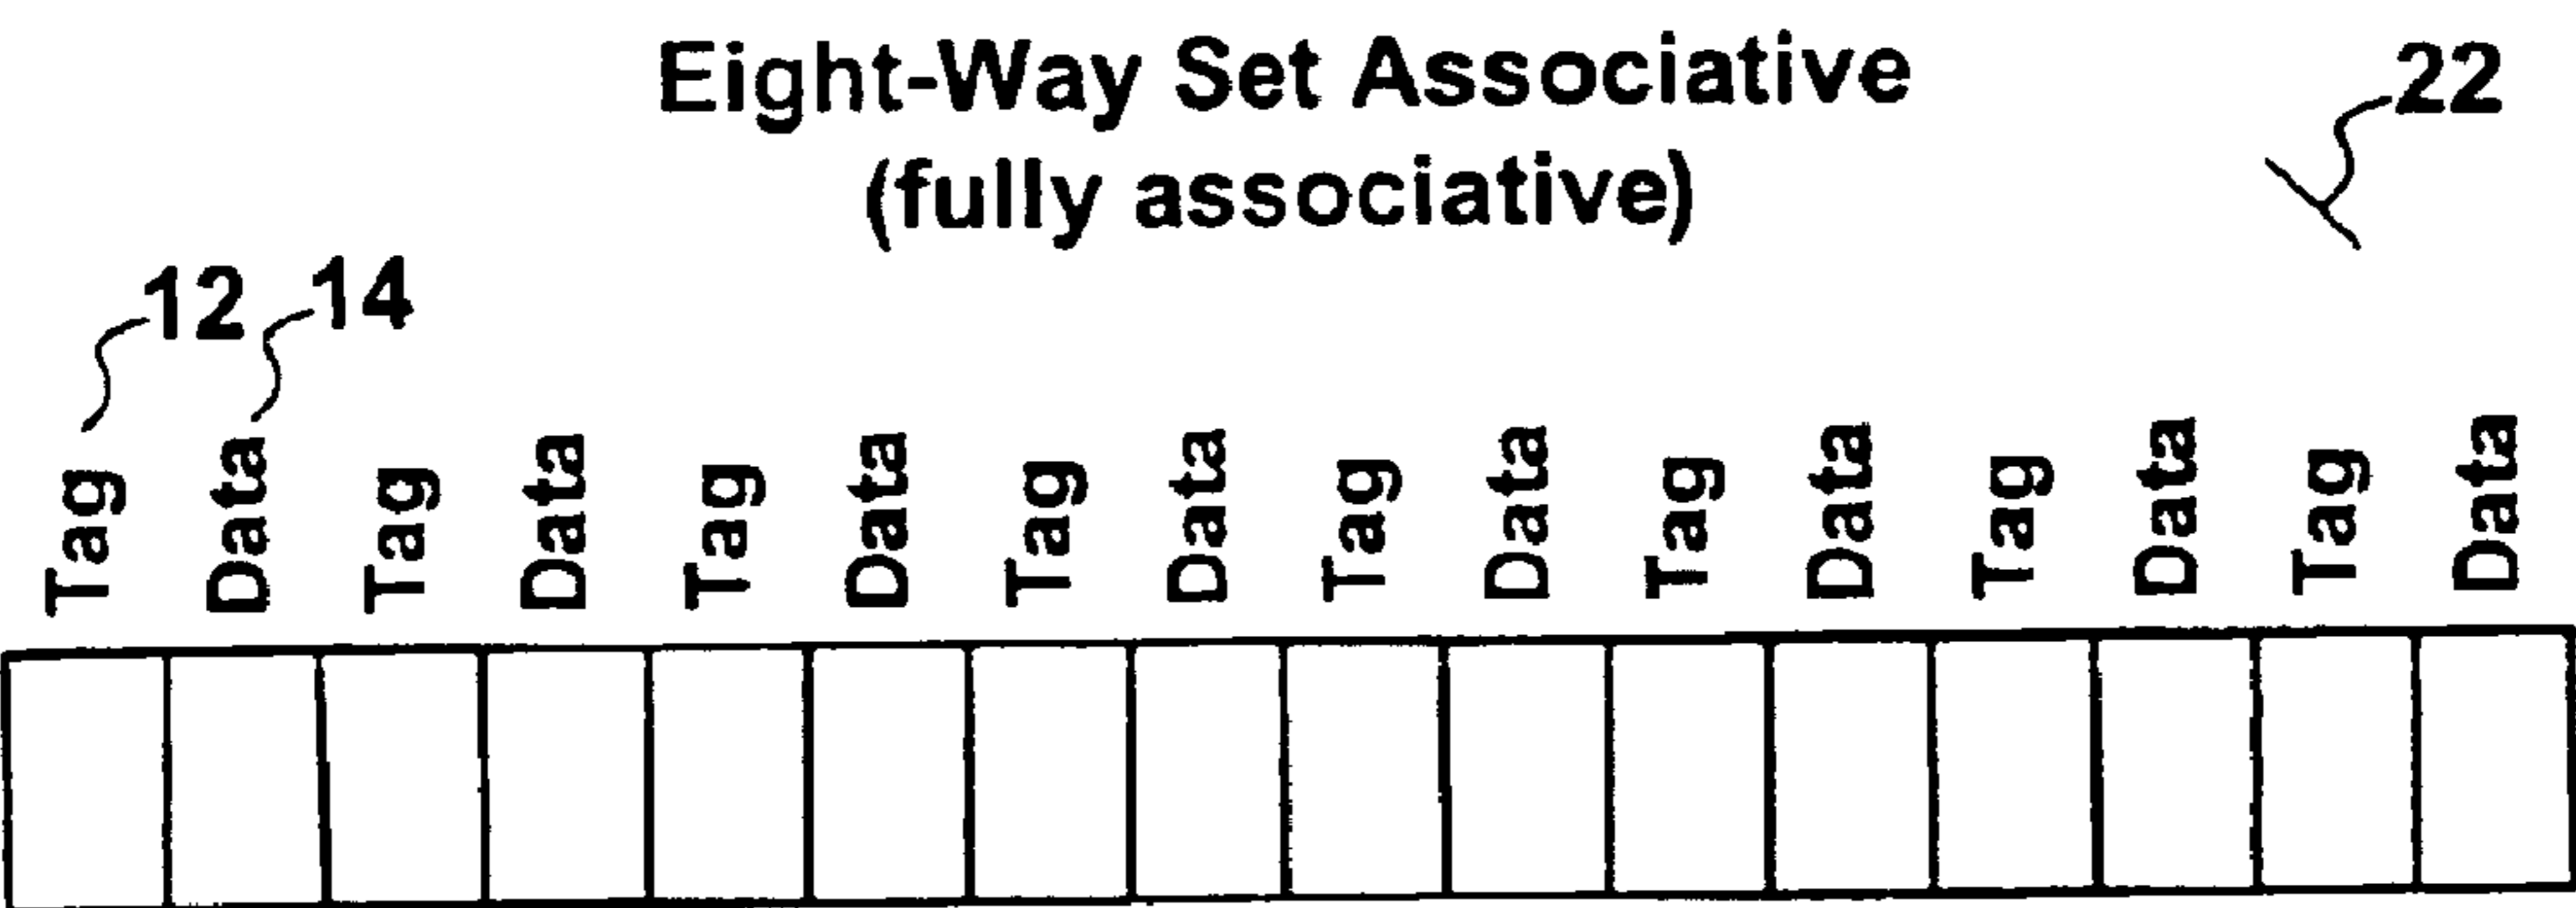 Eight-Way Set Associative
(fully associative)
22
12 14
Tag Data Tag Data Tag Data Tag Data Tag Data Tag Data Tag Data Tag Data